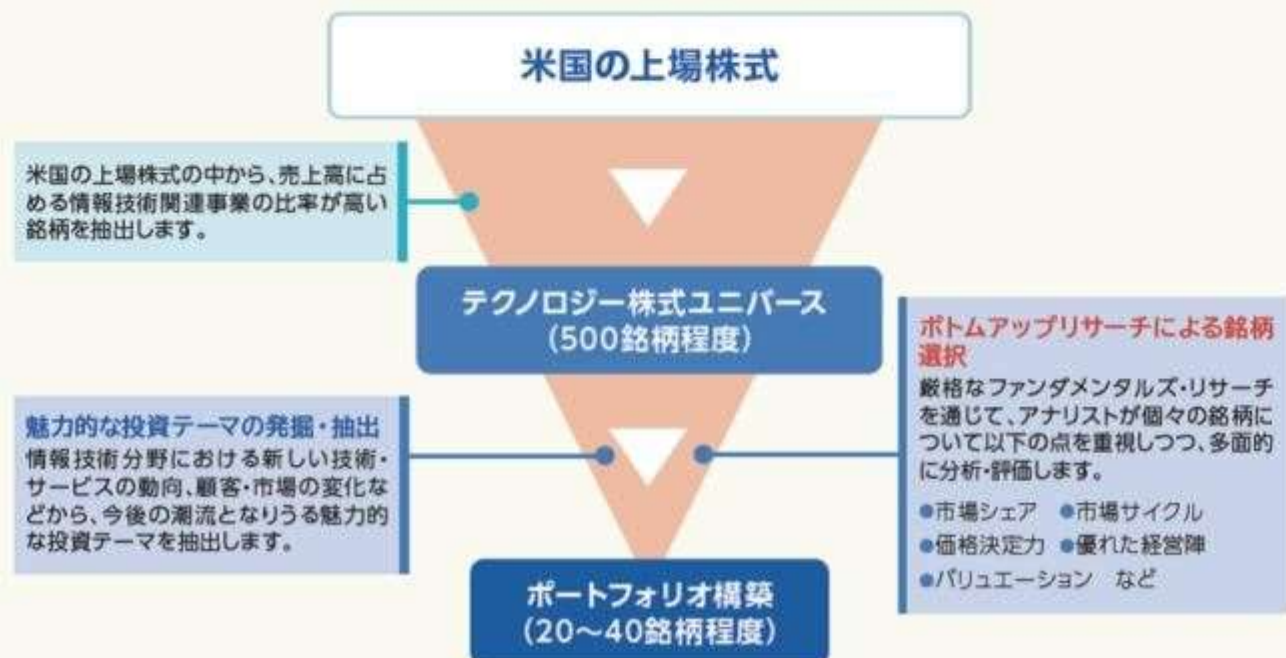 米国の上場株式
米国の上場株式の中から、売上高に占
める情報技術関連事業の比率が高い
銘柄を抽出します。
テクノロジー株式ユニバース
(500銘柄程度)
魅力的な投資テーマの発掘・抽出
情報技術分野における新しい技術・
サービスの動向、顧客・市場の変化な
どから、今後の潮流となりうる魅力的
な投資テーマを抽出します。
ボトムアップリサーチによる銘柄
選択
厳格なファンダメンタルズ・リサーチ
を通じて、アナリストが個々の銘柄に
ついて以下の点を重視しつつ、多面的
に分析・評価します。
●市場シェア ●市場サイクル
●価格決定力 ●優れた経営陣
●バリュエーション など
ポートフォリオ構築
(20~40銘柄程度)